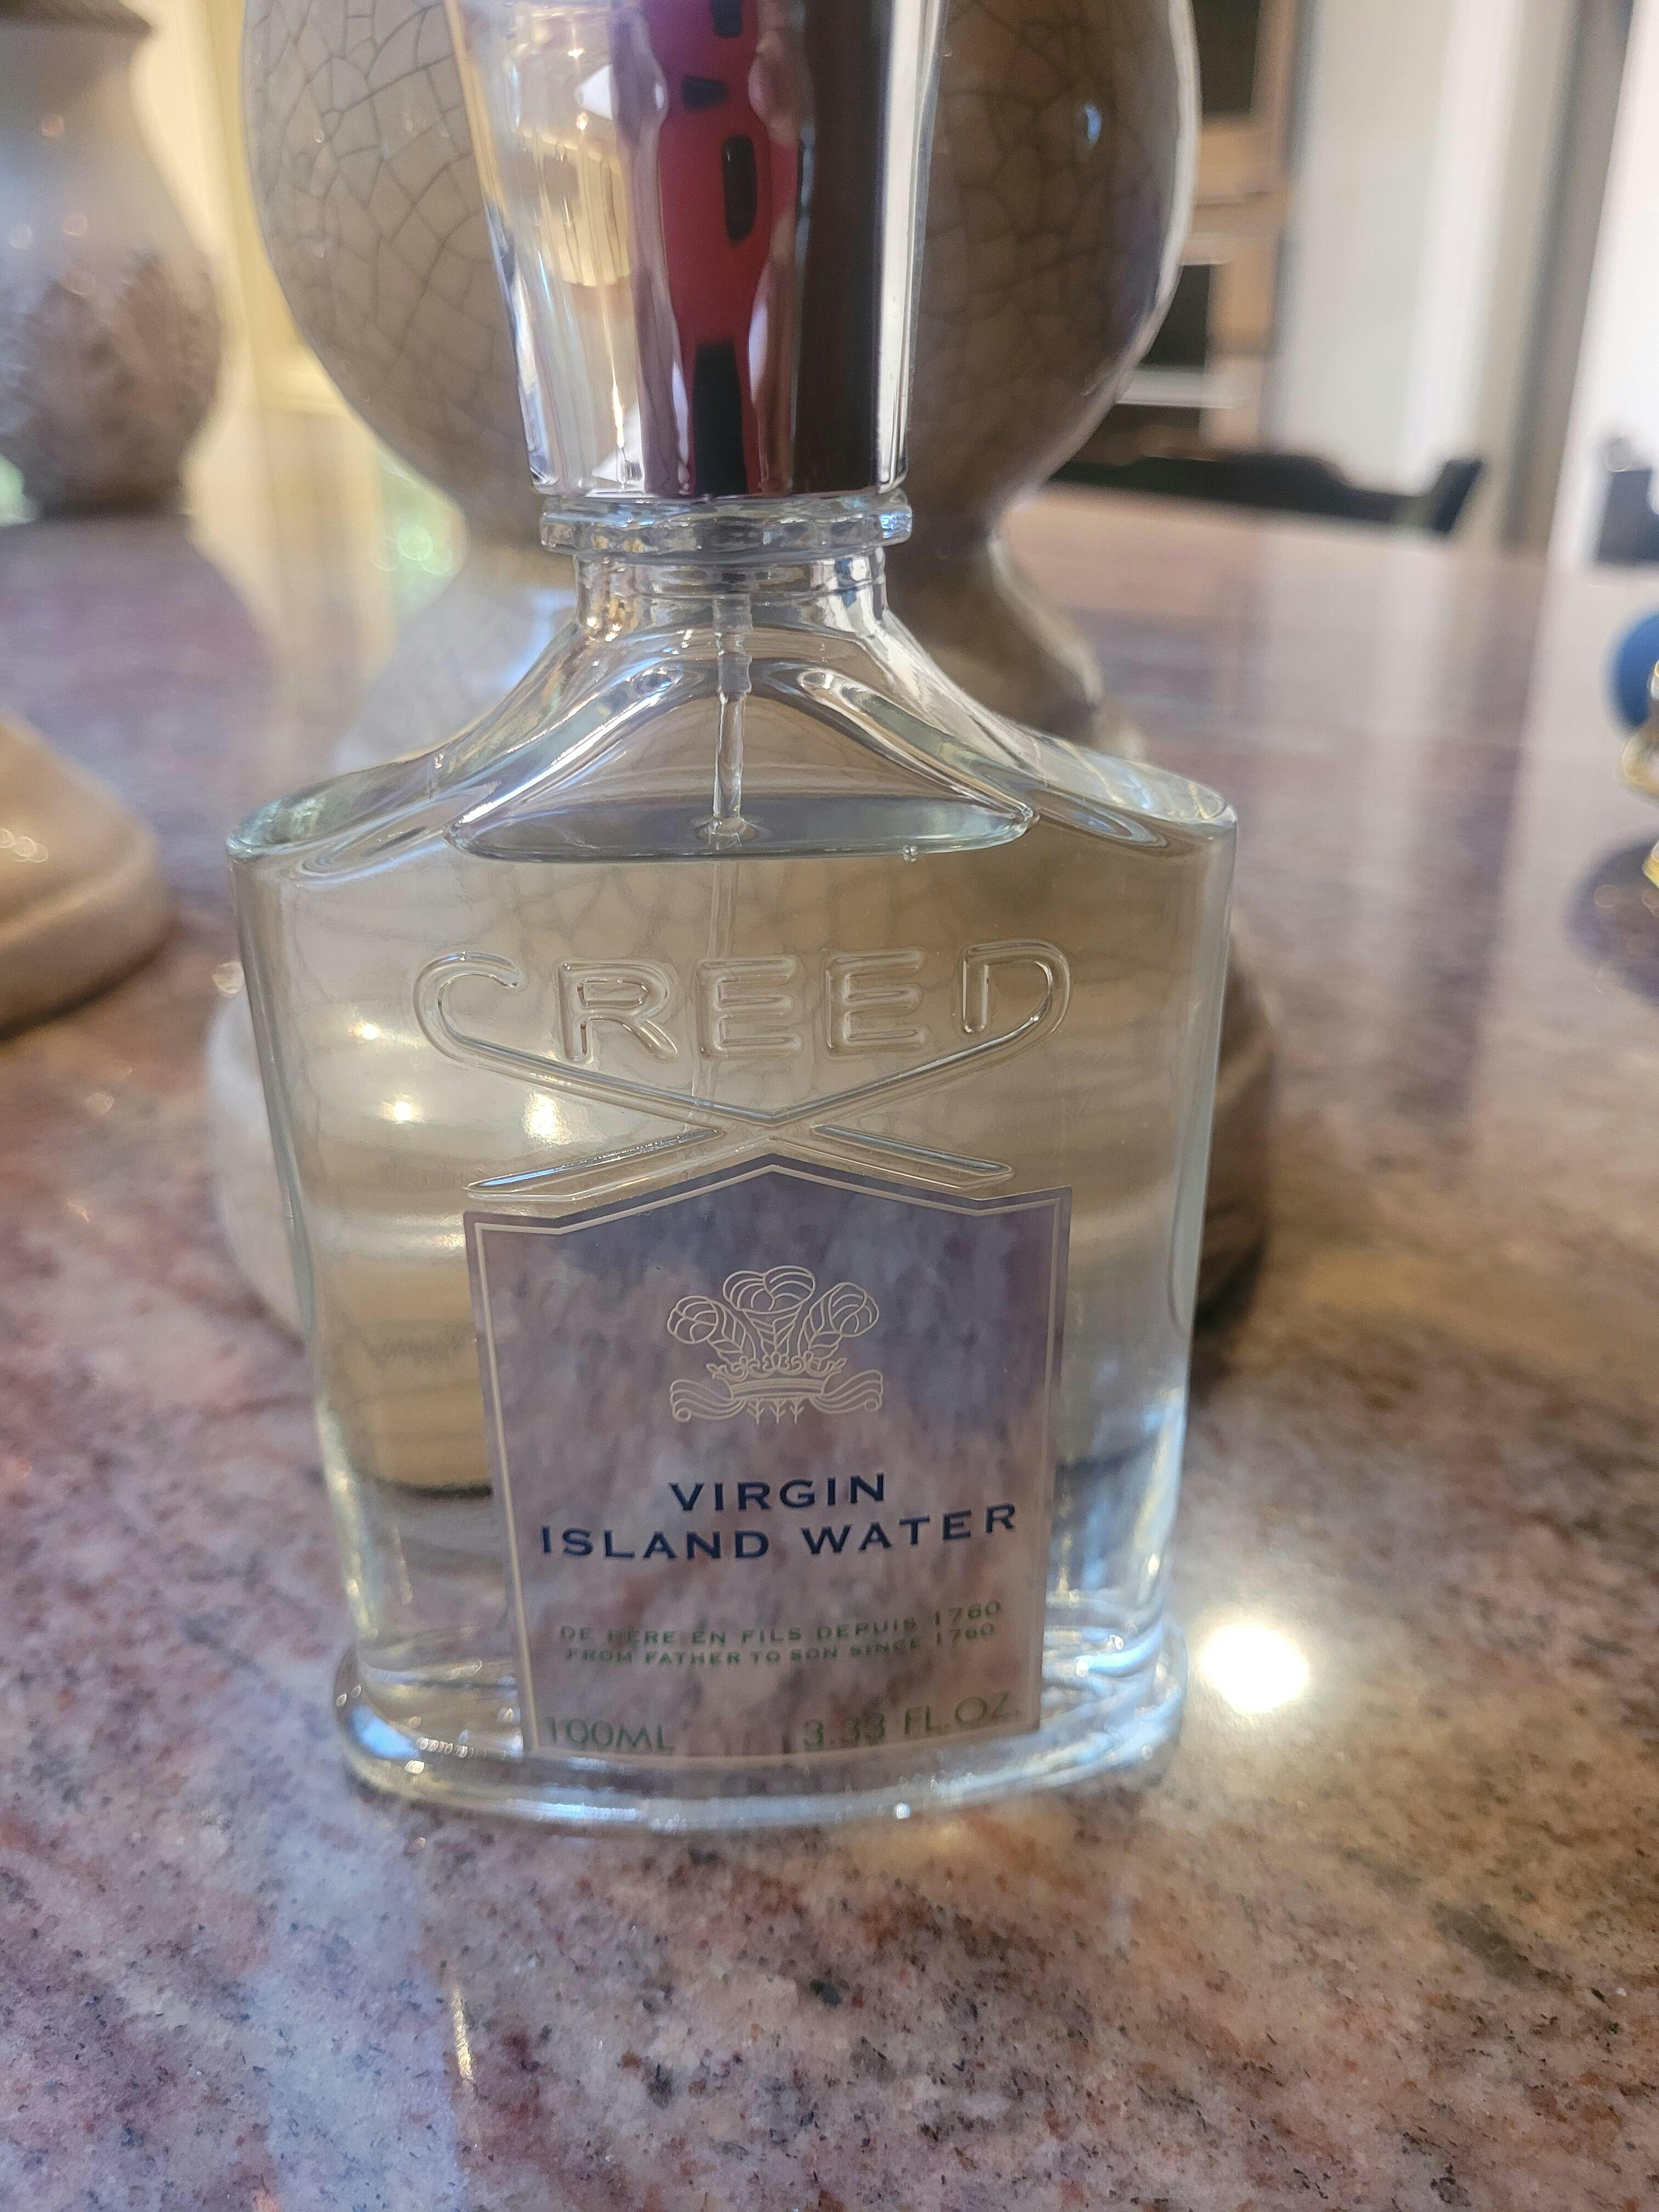 CREED
VIRGIN
ISLAND WATER
DE PÈRE EN FILS DEPUIS 1760
FROM FATHER TO SON SINCE 1760
100ML 3.33 FL.OZ.